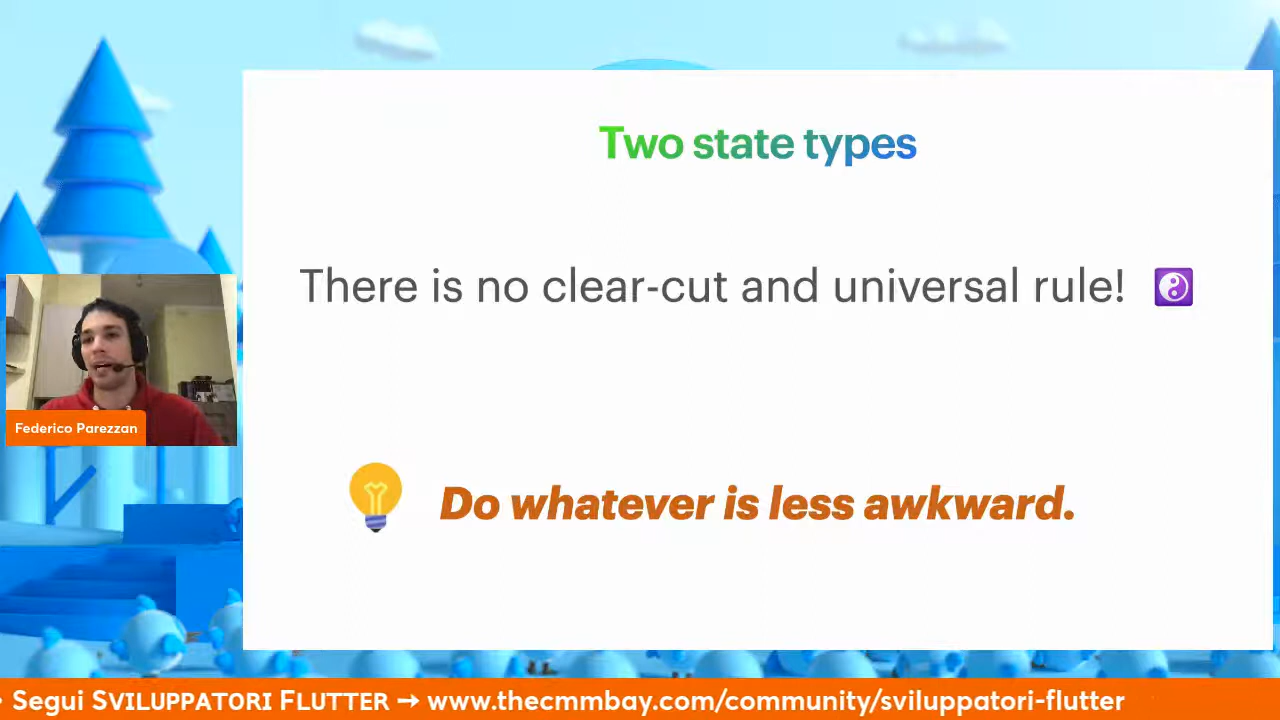 Two state types
There is no clear-cut and universal rule! ☯
Do whatever is less awkward.
Federico Parezzan
Segui SVILUPPATORI FLUTTER → www.thecmmbay.com/community/sviluppatori-flutter